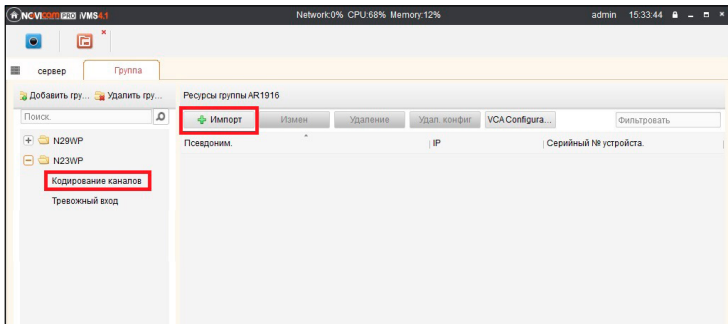 NOVIcom PRO iVMS4.1 Network:0% CPU:68% Memory:12% admin 15:33:44
сервер Группа
Добавить гру... Удалить гру... Ресурсы группы AR1916
Поиск. Импорт Измен Удаление Удал. конфиг VCA Configura... Фильтровать
N29WP Псевдоним. IP Серийный № устройста.
N23WP
Кодирование каналов
Тревожный вход